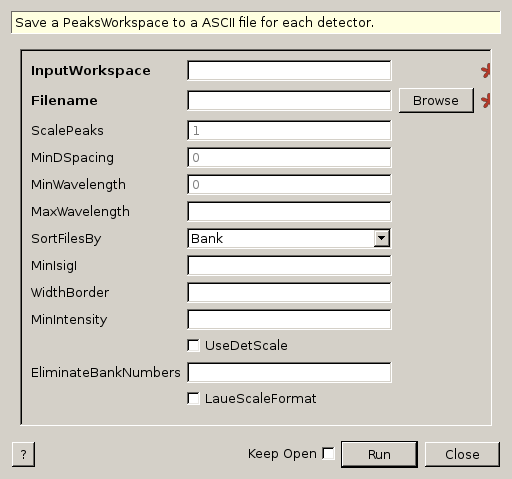 Save a PeaksWorkspace to a ASCII file for each detector.
InputWorkspace
Filename Browse
ScalePeaks 1
MinDSpacing 0
MinWavelength 0
MaxWavelength
SortFilesBy Bank
MinIsigI
WidthBorder
MinIntensity
UseDetScale
EliminateBankNumbers
LaueScaleFormat
? Keep Open Run Close